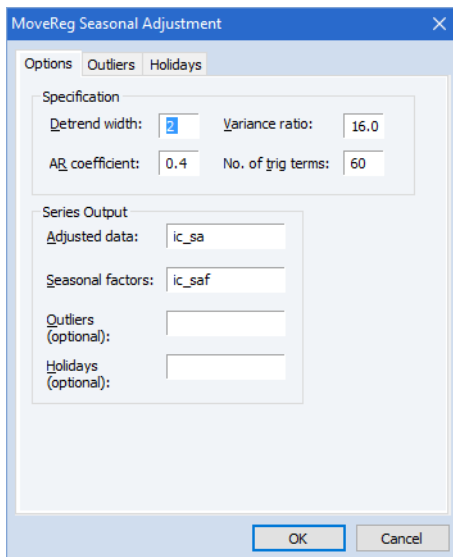 MoveReg Seasonal Adjustment
Options Outliers Holidays
Specification
Detrend width: 2 Variance ratio: 16.0
AR coefficient: 0.4 No. of trig terms: 60
Series Output
Adjusted data: ic_sa
Seasonal factors: ic_saf
Outliers
(optional):
Holidays
(optional):
OK Cancel